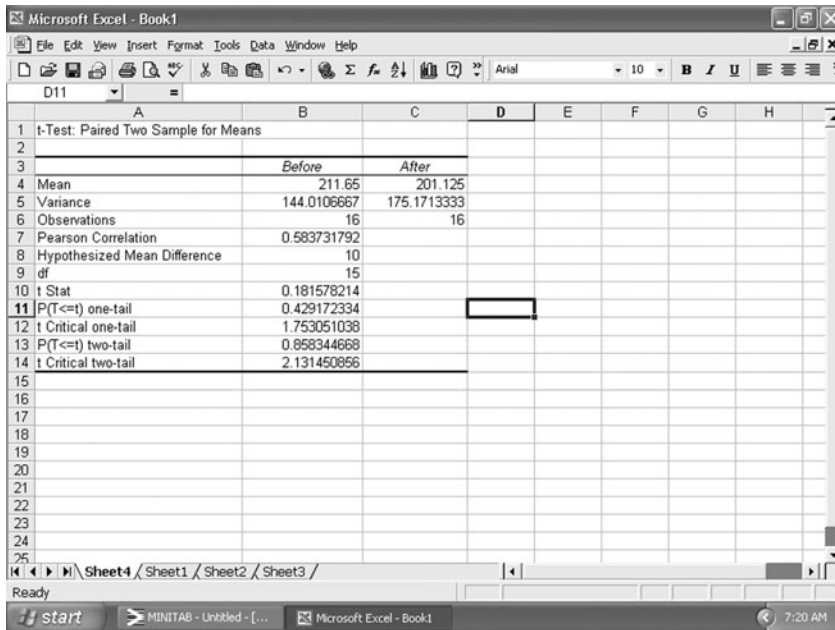 Microsoft Excel - Book1
File Edit View Insert Format Tools Data Window Help
Arial 10 B I U
D11 =
A B C D E F G H
1 t-Test: Paired Two Sample for Means
2
3 Before After
4 Mean 211.65 201.125
5 Variance 144.0106667 175.1713333
6 Observations 16 16
7 Pearson Correlation 0.583731792
8 Hypothesized Mean Difference 10
9 df 15
10 t Stat 0.181578214
11 P(T<=t) one-tail 0.429172334
12 t Critical one-tail 1.753051038
13 P(T<=t) two-tail 0.858344668
14 t Critical two-tail 2.131450856
15
16
17
18
19
20
21
22
23
24
25
Sheet4 / Sheet1 / Sheet2 / Sheet3 /
Ready
start MINITAB - Untitled - [... Microsoft Excel - Book1 7:20 AM